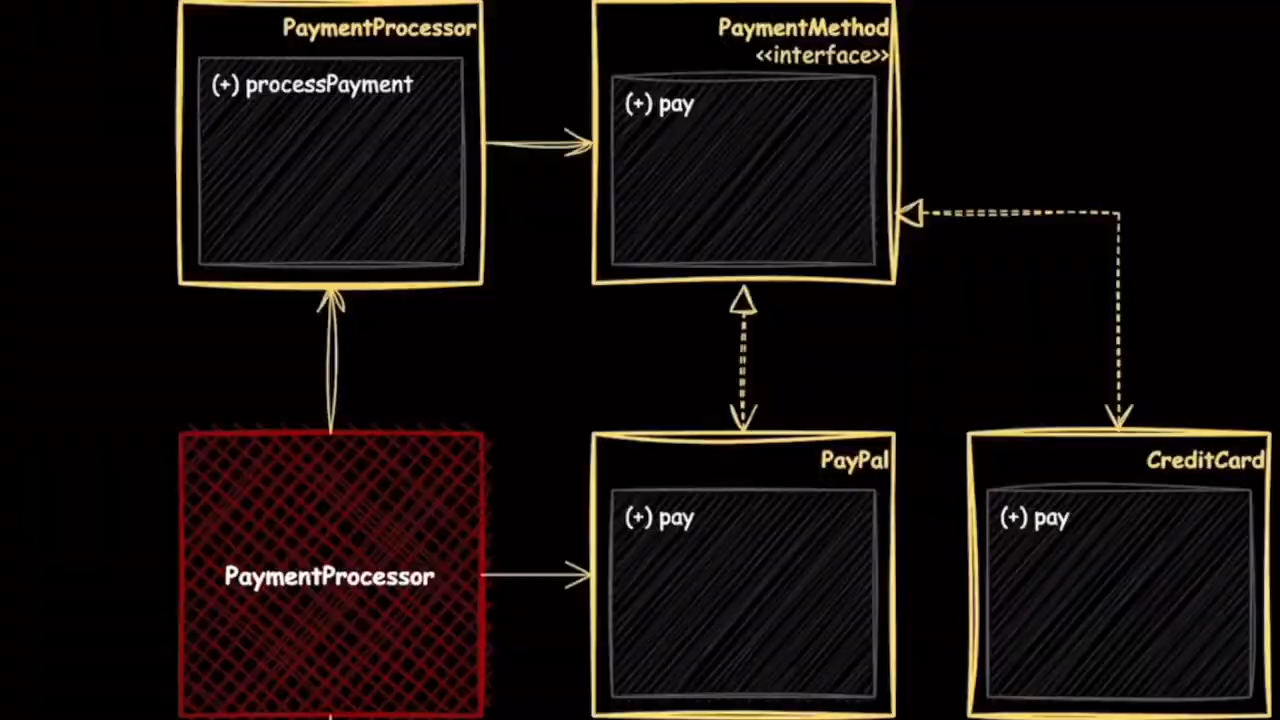 PaymentProcessor
(+) processPayment
PaymentMethod
<<interface>>
(+) pay
PaymentProcessor
PayPal
(+) pay
CreditCard
(+) pay